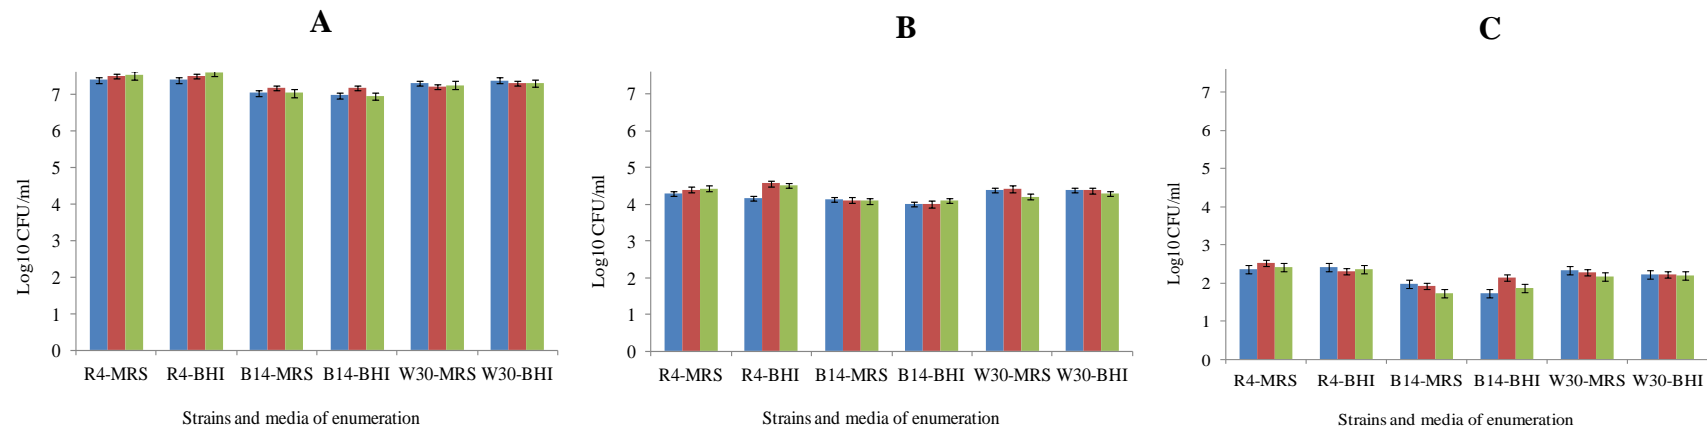 A
7
6
5
4
3
2
1
0
Log10 CFU/ml
R4-MRS R4-BHI B14-MRS B14-BHI W30-MRS W30-BHI
Strains and media of enumeration
B
7
6
5
4
3
2
1
0
Log10 CFU/ml
R4-MRS R4-BHI B14-MRS B14-BHI W30-MRS W30-BHI
Strains and media of enumeration
C
7
6
5
4
3
2
1
0
Log10 CFU/ml
R4-MRS R4-BHI B14-MRS B14-BHI W30-MRS W30-BHI
Strains and media of enumeration